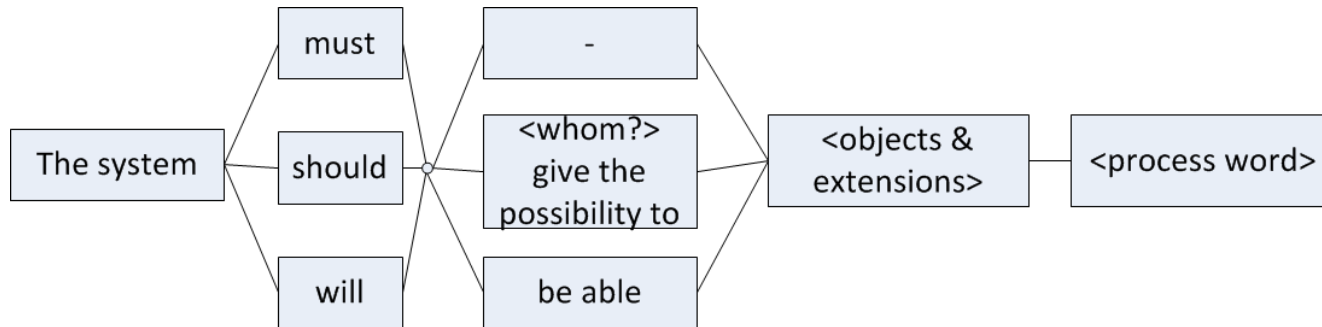 The system
must
should
will
-
<whom?>
give the
possibility to
be able
<objects &
extensions>
<process word>